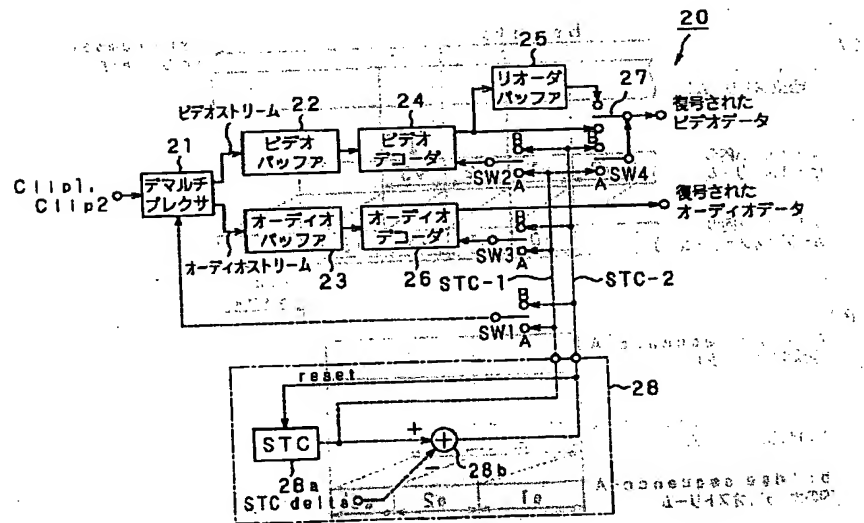 20
25
リオーダ
バッファ
27
復号された
ビデオデータ
ビデオストリーム
22
24
21
ビデオ
バッファ
ビデオ
デコーダ
B
B
SW2
A
A
SW4
Clip1,
Clip2
デマルチ
プレクサ
復号された
オーディオデータ
オーディオ
バッファ
オーディオ
デコーダ
B
SW3
A
オーディオストリーム
23
26
STC-1
STC-2
B
SW1
A
reset
28
STC
+
−
28a
28b
STC delta